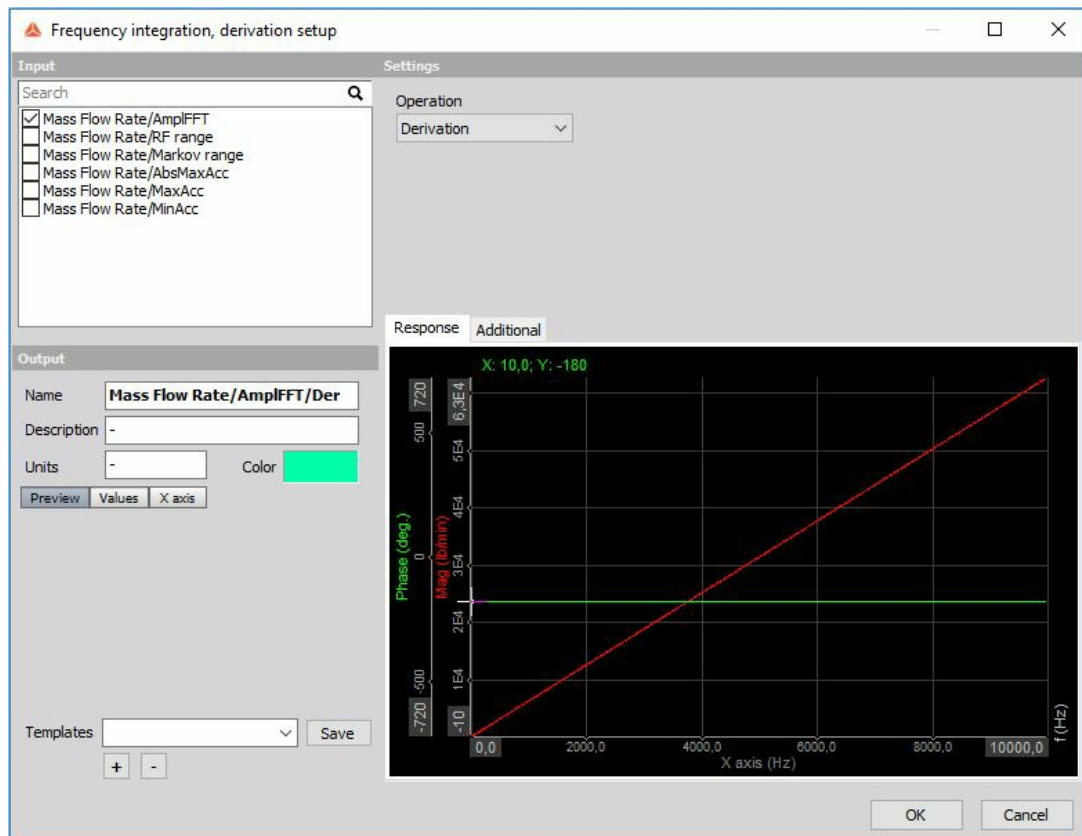 Frequency integration, derivation setup
Input
Search
Mass Flow Rate/AmplFFT
Mass Flow Rate/RF range
Mass Flow Rate/Markov range
Mass Flow Rate/AbsMaxAcc
Mass Flow Rate/MaxAcc
Mass Flow Rate/MinAcc
Output
Name Mass Flow Rate/AmplFFT/Der
Description -
Units - Color
Preview Values X axis
Templates Save
+ -
Settings
Operation
Derivation
Response Additional
X: 10,0; Y: -180
Phase (deg.)
720
500
0
-500
-720
Mag (lb/min)
6,3E4
5E4
4E4
3E4
2E4
1E4
-10
0,0 2000,0 4000,0 6000,0 8000,0 10000,0
X axis (Hz)
f (Hz)
OK Cancel